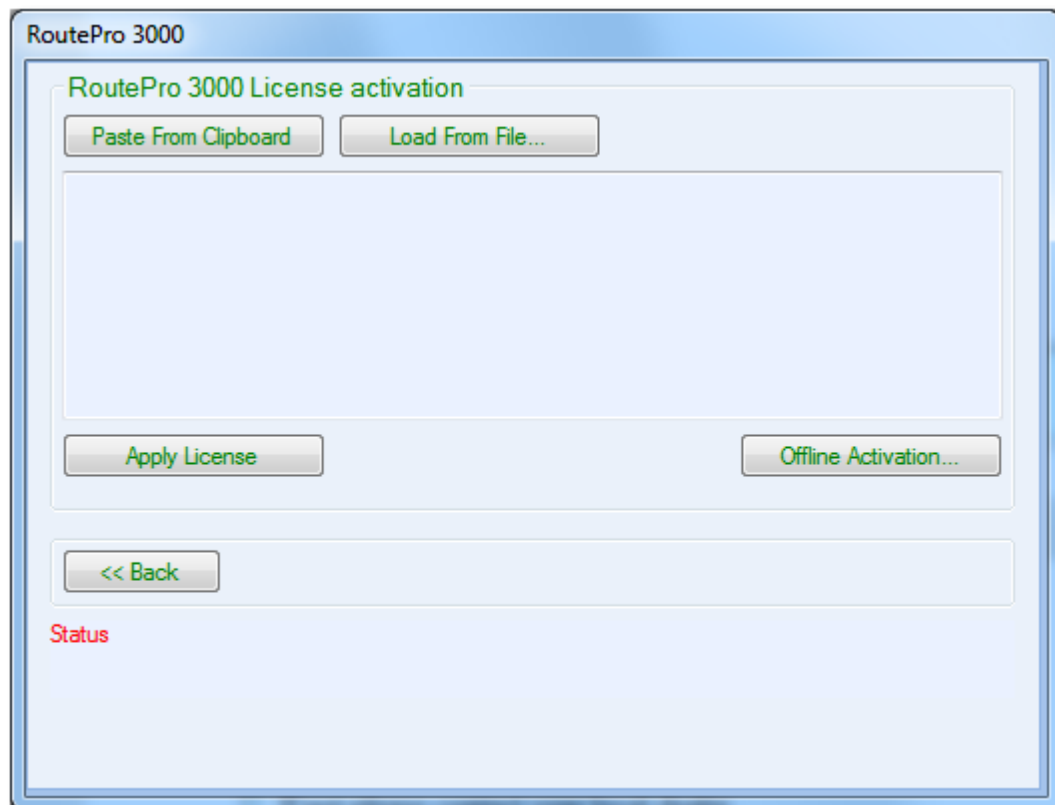 RoutePro 3000
RoutePro 3000 License activation
Paste From Clipboard
Load From File...
Apply License
Offline Activation...
<< Back
Status